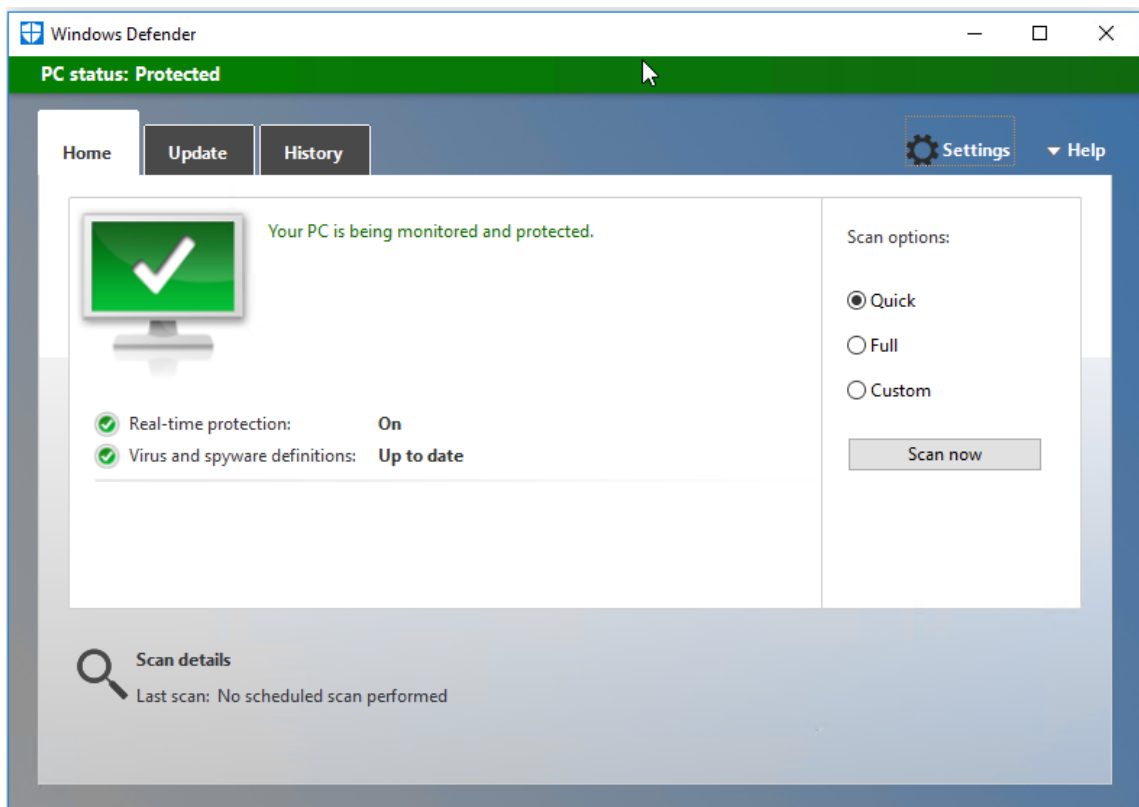 Windows Defender
PC status: Protected
Home
Update
History
Settings
Help
Your PC is being monitored and protected.
Real-time protection: On
Virus and spyware definitions: Up to date
Scan options:
Quick
Full
Custom
Scan now
Scan details
Last scan: No scheduled scan performed